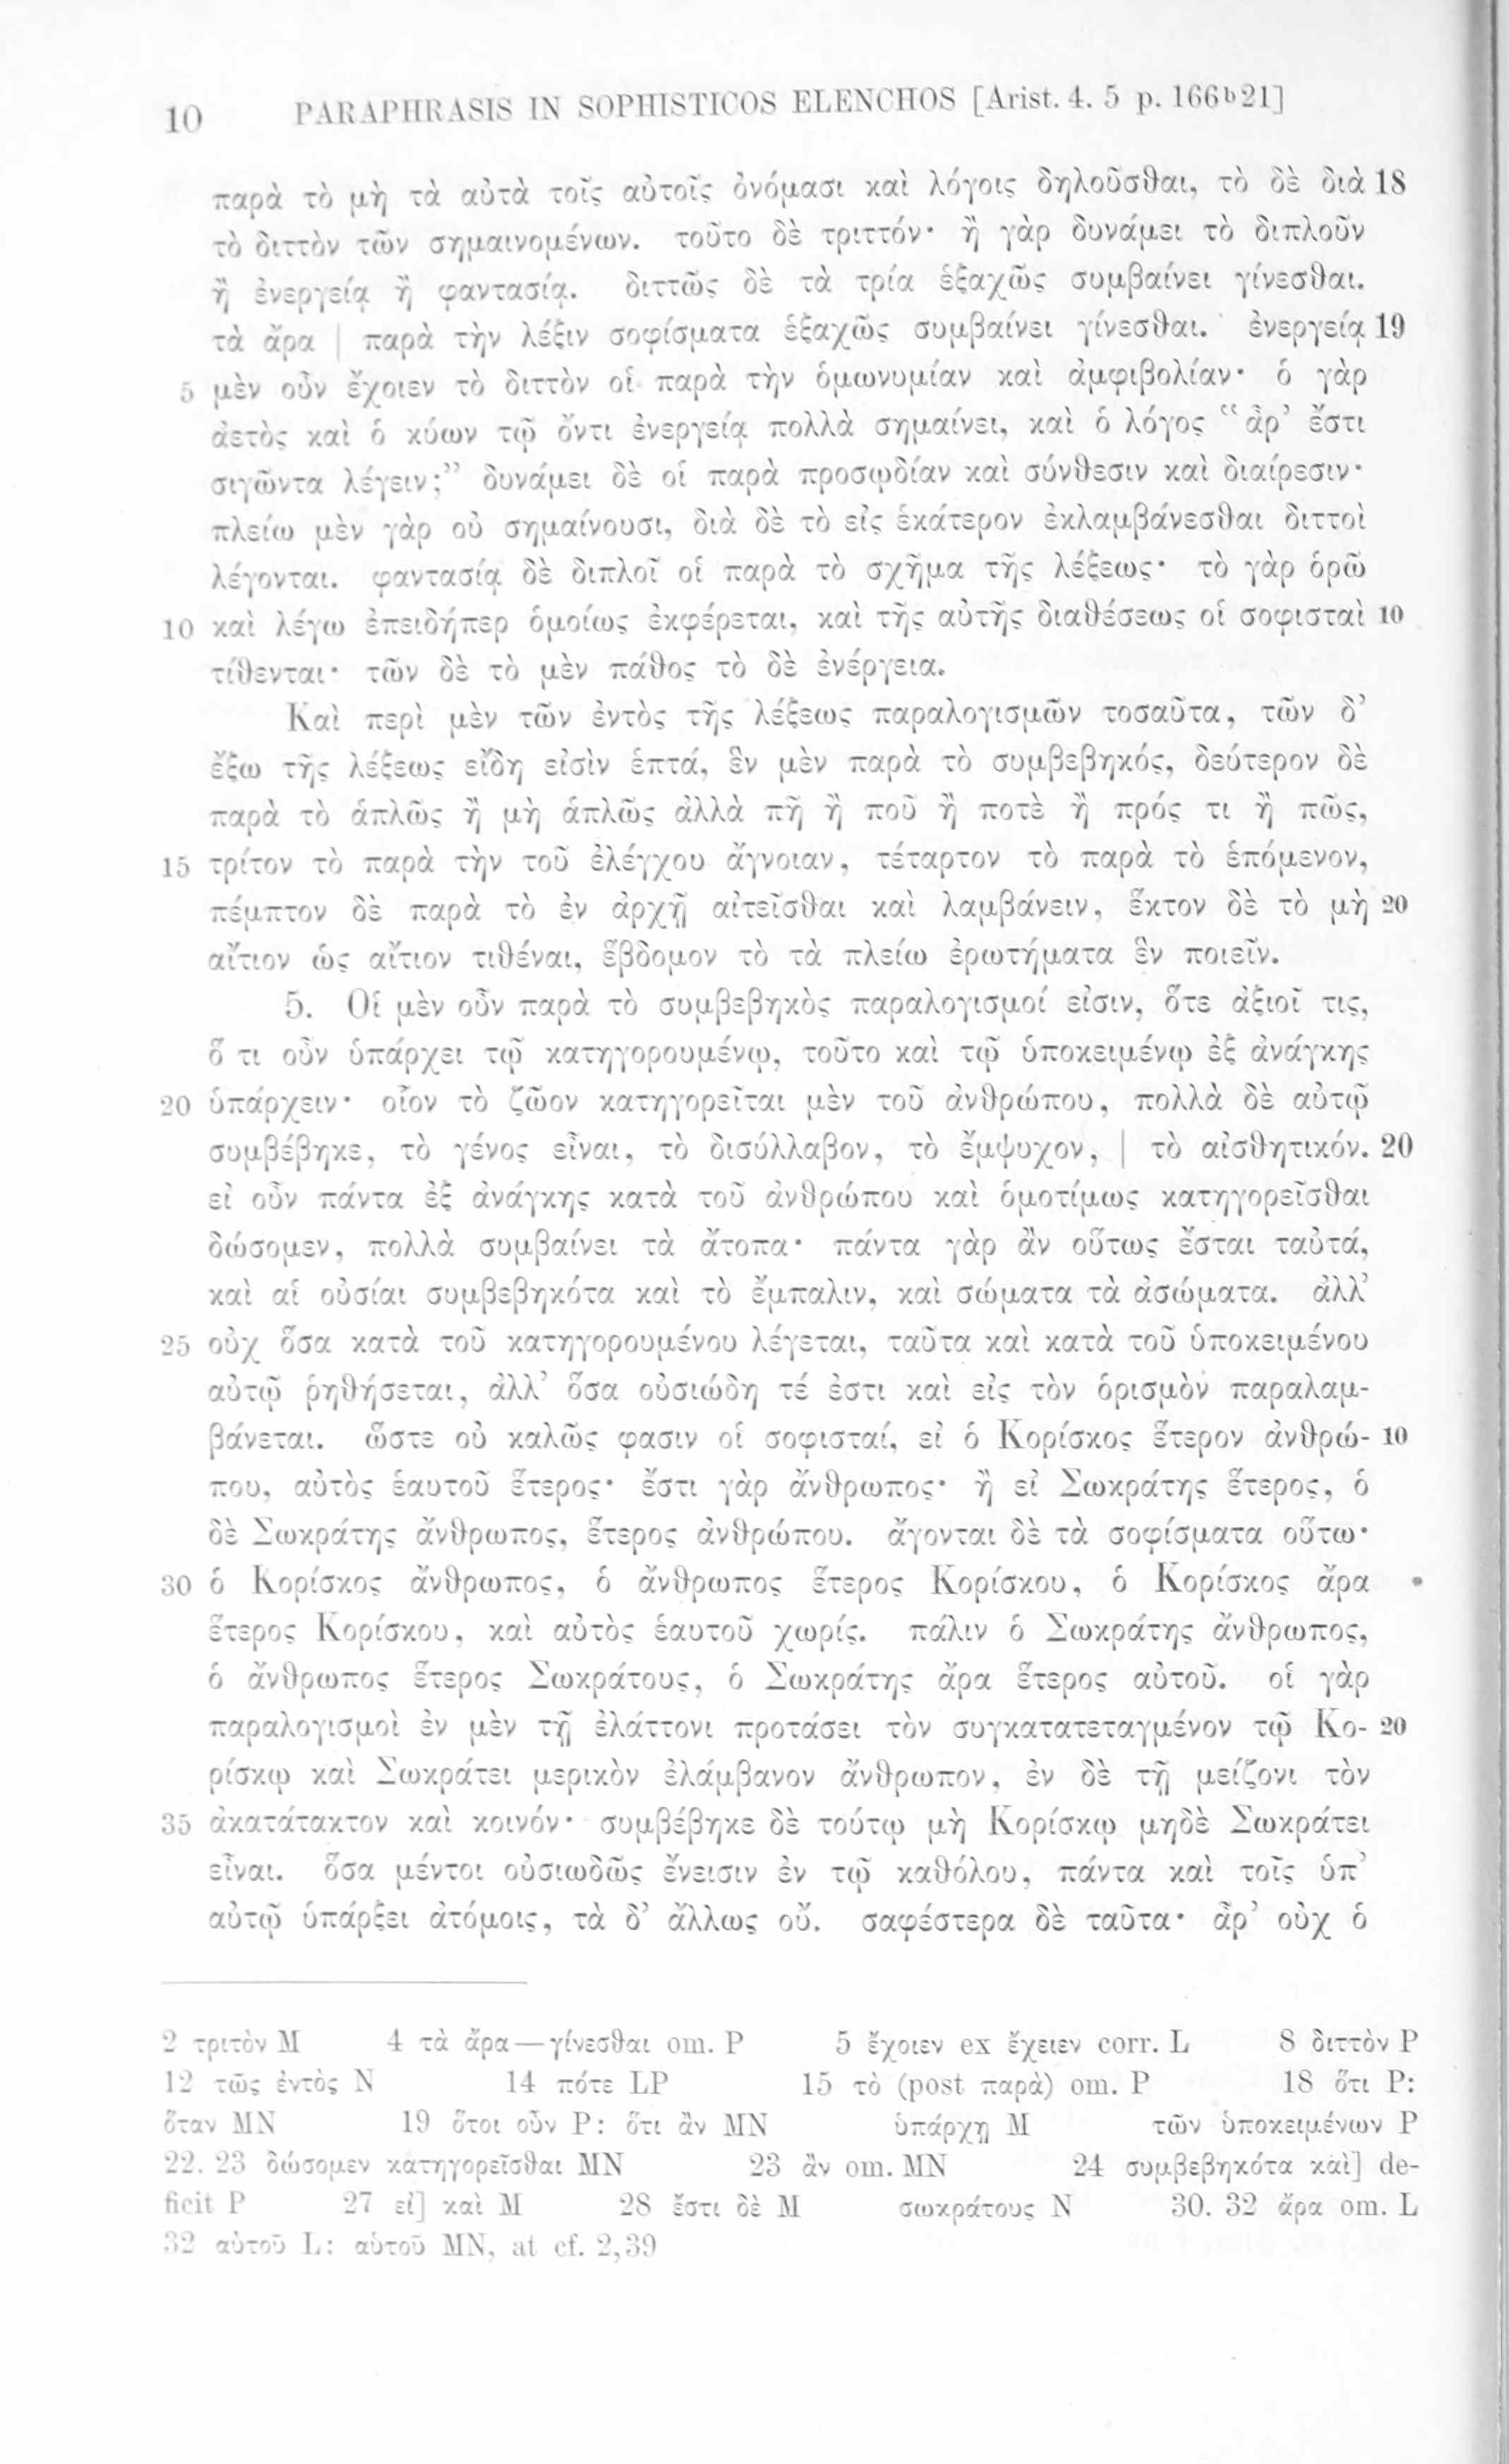 10 PARAPHRASIS IN SOPHISTICOS ELENCHOS [Arist. 4. 5 p. 166ᵇ21]
παρὰ τὸ μὴ τὰ αὐτὰ τοῖς αὐτοῖς ὀνόμασι καὶ λόγοις δηλοῦσθαι, τὸ δὲ διὰ 18
τὸ διττὸν τῶν σημαινομένων. τοῦτο δὲ τριττόν· ἢ γὰρ δυνάμει τὸ διπλοῦν
ἢ ἐνεργείᾳ ἢ φαντασίᾳ. διττῶς δὲ τὰ τρία ἑξαχῶς συμβαίνει γίνεσθαι.
τὰ ἄρα | παρὰ τὴν λέξιν σοφίσματα ἑξαχῶς συμβαίνει γίνεσθαι. ἐνεργείᾳ 19
5 μὲν οὖν ἔχοιεν τὸ διττὸν οἱ παρὰ τὴν ὁμωνυμίαν καὶ ἀμφιβολίαν· ὁ γὰρ
ἀετὸς καὶ ὁ κύων τῷ ὄντι ἐνεργείᾳ πολλὰ σημαίνει, καὶ ὁ λόγος “ἆρ’ ἔστι
σιγῶντα λέγειν;” δυνάμει δὲ οἱ παρὰ προσῳδίαν καὶ σύνθεσιν καὶ διαίρεσιν·
πλείω μὲν γὰρ οὐ σημαίνουσι, διὰ δὲ τὸ εἰς ἑκάτερον ἐκλαμβάνεσθαι διττοὶ
λέγονται. φαντασίᾳ δὲ διπλοῖ οἱ παρὰ τὸ σχῆμα τῆς λέξεως· τὸ γὰρ ὁρῶ
10 καὶ λέγω ἐπειδήπερ ὁμοίως ἐκφέρεται, καὶ τῆς αὐτῆς διαθέσεως οἱ σοφισταὶ 10
τίθενται· τῶν δὲ τὸ μὲν πάθος τὸ δὲ ἐνέργεια.
Καὶ περὶ μὲν τῶν ἐντὸς τῆς λέξεως παραλογισμῶν τοσαῦτα, τῶν δ’
ἔξω τῆς λέξεως εἴδη εἰσὶν ἑπτά, ἓν μὲν παρὰ τὸ συμβεβηκός, δεύτερον δὲ
παρὰ τὸ ἁπλῶς ἢ μὴ ἁπλῶς ἀλλὰ πῇ ἢ ποῦ ἢ ποτὲ ἢ πρός τι ἢ πῶς,
15 τρίτον τὸ παρὰ τὴν τοῦ ἐλέγχου ἄγνοιαν, τέταρτον τὸ παρὰ τὸ ἑπόμενον,
πέμπτον δὲ παρὰ τὸ ἐν ἀρχῇ αἰτεῖσθαι καὶ λαμβάνειν, ἕκτον δὲ τὸ μὴ 20
αἴτιον ὡς αἴτιον τιθέναι, ἕβδομον τὸ τὰ πλείω ἐρωτήματα ἓν ποιεῖν.
5. Οἱ μὲν οὖν παρὰ τὸ συμβεβηκὸς παραλογισμοί εἰσιν, ὅτε ἀξιοῖ τις,
ὅ τι οὖν ὑπάρχει τῷ κατηγορουμένῳ, τοῦτο καὶ τῷ ὑποκειμένῳ ἐξ ἀνάγκης
20 ὑπάρχειν· οἷον τὸ ζῶον κατηγορεῖται μὲν τοῦ ἀνθρώπου, πολλὰ δὲ αὐτῷ
συμβέβηκε, τὸ γένος εἶναι, τὸ δισύλλαβον, τὸ ἔμψυχον, | τὸ αἰσθητικόν. 20
εἰ οὖν πάντα ἐξ ἀνάγκης κατὰ τοῦ ἀνθρώπου καὶ ὁμοτίμως κατηγορεῖσθαι
δώσομεν, πολλὰ συμβαίνει τὰ ἄτοπα· πάντα γὰρ ἂν οὕτως ἔσται ταὐτά,
καὶ αἱ οὐσίαι συμβεβηκότα καὶ τὸ ἔμπαλιν, καὶ σώματα τὰ ἀσώματα. ἀλλ’
25 οὐχ ὅσα κατὰ τοῦ κατηγορουμένου λέγεται, ταῦτα καὶ κατὰ τοῦ ὑποκειμένου
αὐτῷ ῥηθήσεται, ἀλλ’ ὅσα οὐσιώδη τέ ἐστι καὶ εἰς τὸν ὁρισμὸν παραλαμ-
βάνεται. ὥστε οὐ καλῶς φασιν οἱ σοφισταί, εἰ ὁ Κορίσκος ἕτερον ἀνθρώ- 10
που, αὐτὸς ἑαυτοῦ ἕτερος· ἔστι γὰρ ἄνθρωπος· ἢ εἰ Σωκράτης ἕτερος, ὁ
δὲ Σωκράτης ἄνθρωπος, ἕτερος ἀνθρώπου. ἄγονται δὲ τὰ σοφίσματα οὕτω·
30 ὁ Κορίσκος ἄνθρωπος, ὁ ἄνθρωπος ἕτερος Κορίσκου, ὁ Κορίσκος ἄρα
ἕτερος Κορίσκου, καὶ αὐτὸς ἑαυτοῦ χωρίς. πάλιν ὁ Σωκράτης ἄνθρωπος,
ὁ ἄνθρωπος ἕτερος Σωκράτους, ὁ Σωκράτης ἄρα ἕτερος αὐτοῦ. οἱ γὰρ
παραλογισμοὶ ἐν μὲν τῇ ἐλάττονι προτάσει τὸν συγκατατεταγμένον τῷ Κο- 20
ρίσκῳ καὶ Σωκράτει μερικὸν ἐλάμβανον ἄνθρωπον, ἐν δὲ τῇ μείζονι τὸν
35 ἀκατάτακτον καὶ κοινόν· συμβέβηκε δὲ τούτῳ μὴ Κορίσκῳ μηδὲ Σωκράτει
εἶναι. ὅσα μέντοι οὐσιωδῶς ἔνεισιν ἐν τῷ καθόλου, πάντα καὶ τοῖς ὑπ’
αὐτῷ ὑπάρξει ἀτόμοις, τὰ δ’ ἄλλως οὔ. σαφέστερα δὲ ταῦτα· ἆρ’ οὐχ ὁ
2 τριτὸν M 4 τὰ ἄρα—γίνεσθαι om. P 5 ἔχοιεν ex ἔχειεν corr. L 8 διττὸν P
12 τῶς ἐντὸς N 14 πότε LP 15 τὸ (post παρὰ) om. P 18 ὅτι P:
ὅταν MN 19 ὅτοι οὖν P: ὅτι ἂν MN ὑπάρχῃ M τῶν ὑποκειμένων P
22. 23 δώσομεν κατηγορεῖσθαι MN 23 ἂν om. MN 24 συμβεβηκότα καὶ] de-
ficit P 27 εἰ] καὶ M 28 ἔστι δὲ M σωκράτους N 30. 32 ἄρα om. L
32 αὐτοῦ L: αὑτοῦ MN, at cf. 2,39